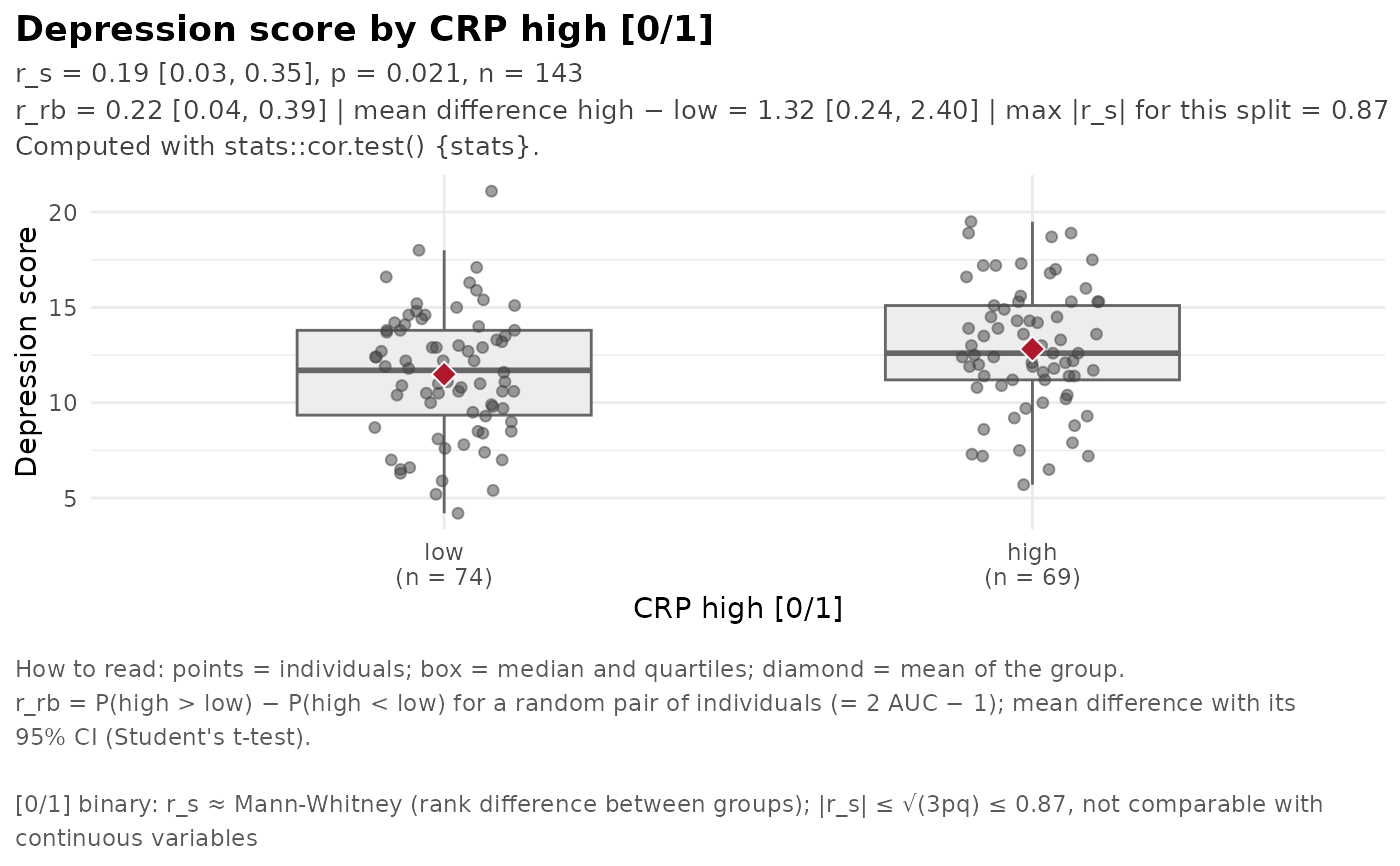 Depression score by CRP high [0/1]
r_s = 0.19 [0.03, 0.35], p = 0.021, n = 143
r_rb = 0.22 [0.04, 0.39] | mean difference high − low = 1.32 [0.24, 2.40] | max |r_s| for this split = 0.87
Computed with stats::cor.test() {stats}.
Depression score
20
15
10
5
low
(n = 74)
high
(n = 69)
CRP high [0/1]
How to read: points = individuals; box = median and quartiles; diamond = mean of the group.
r_rb = P(high > low) − P(high < low) for a random pair of individuals (= 2 AUC − 1); mean difference with its
95% CI (Student's t-test).
[0/1] binary: r_s ≈ Mann-Whitney (rank difference between groups); |r_s| ≤ √(3pq) ≤ 0.87, not comparable with
continuous variables